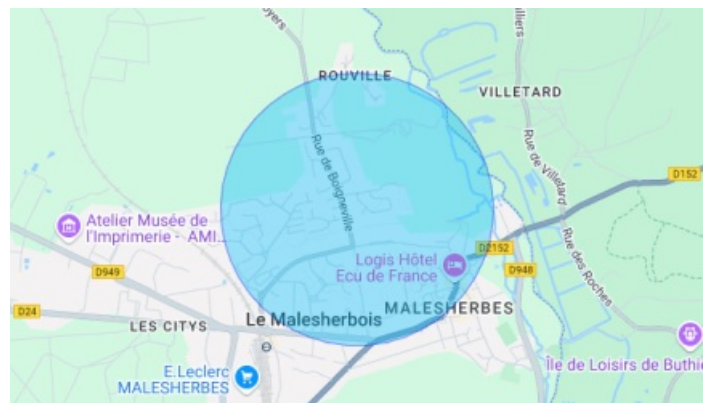 ROUVILLE
VILLETARD
Rue de Boigneville
Rue de Villetard
D152
Atelier Musée de
l'Imprimerie - AMI...
Rue des Roches
D2152
Logis Hôtel
Ecu de France
D949
D948
D24
MALESHERBES
LES CITYS
Le Malesherbois
E.Leclerc
MALESHERBES
Île de Loisirs de Buthie